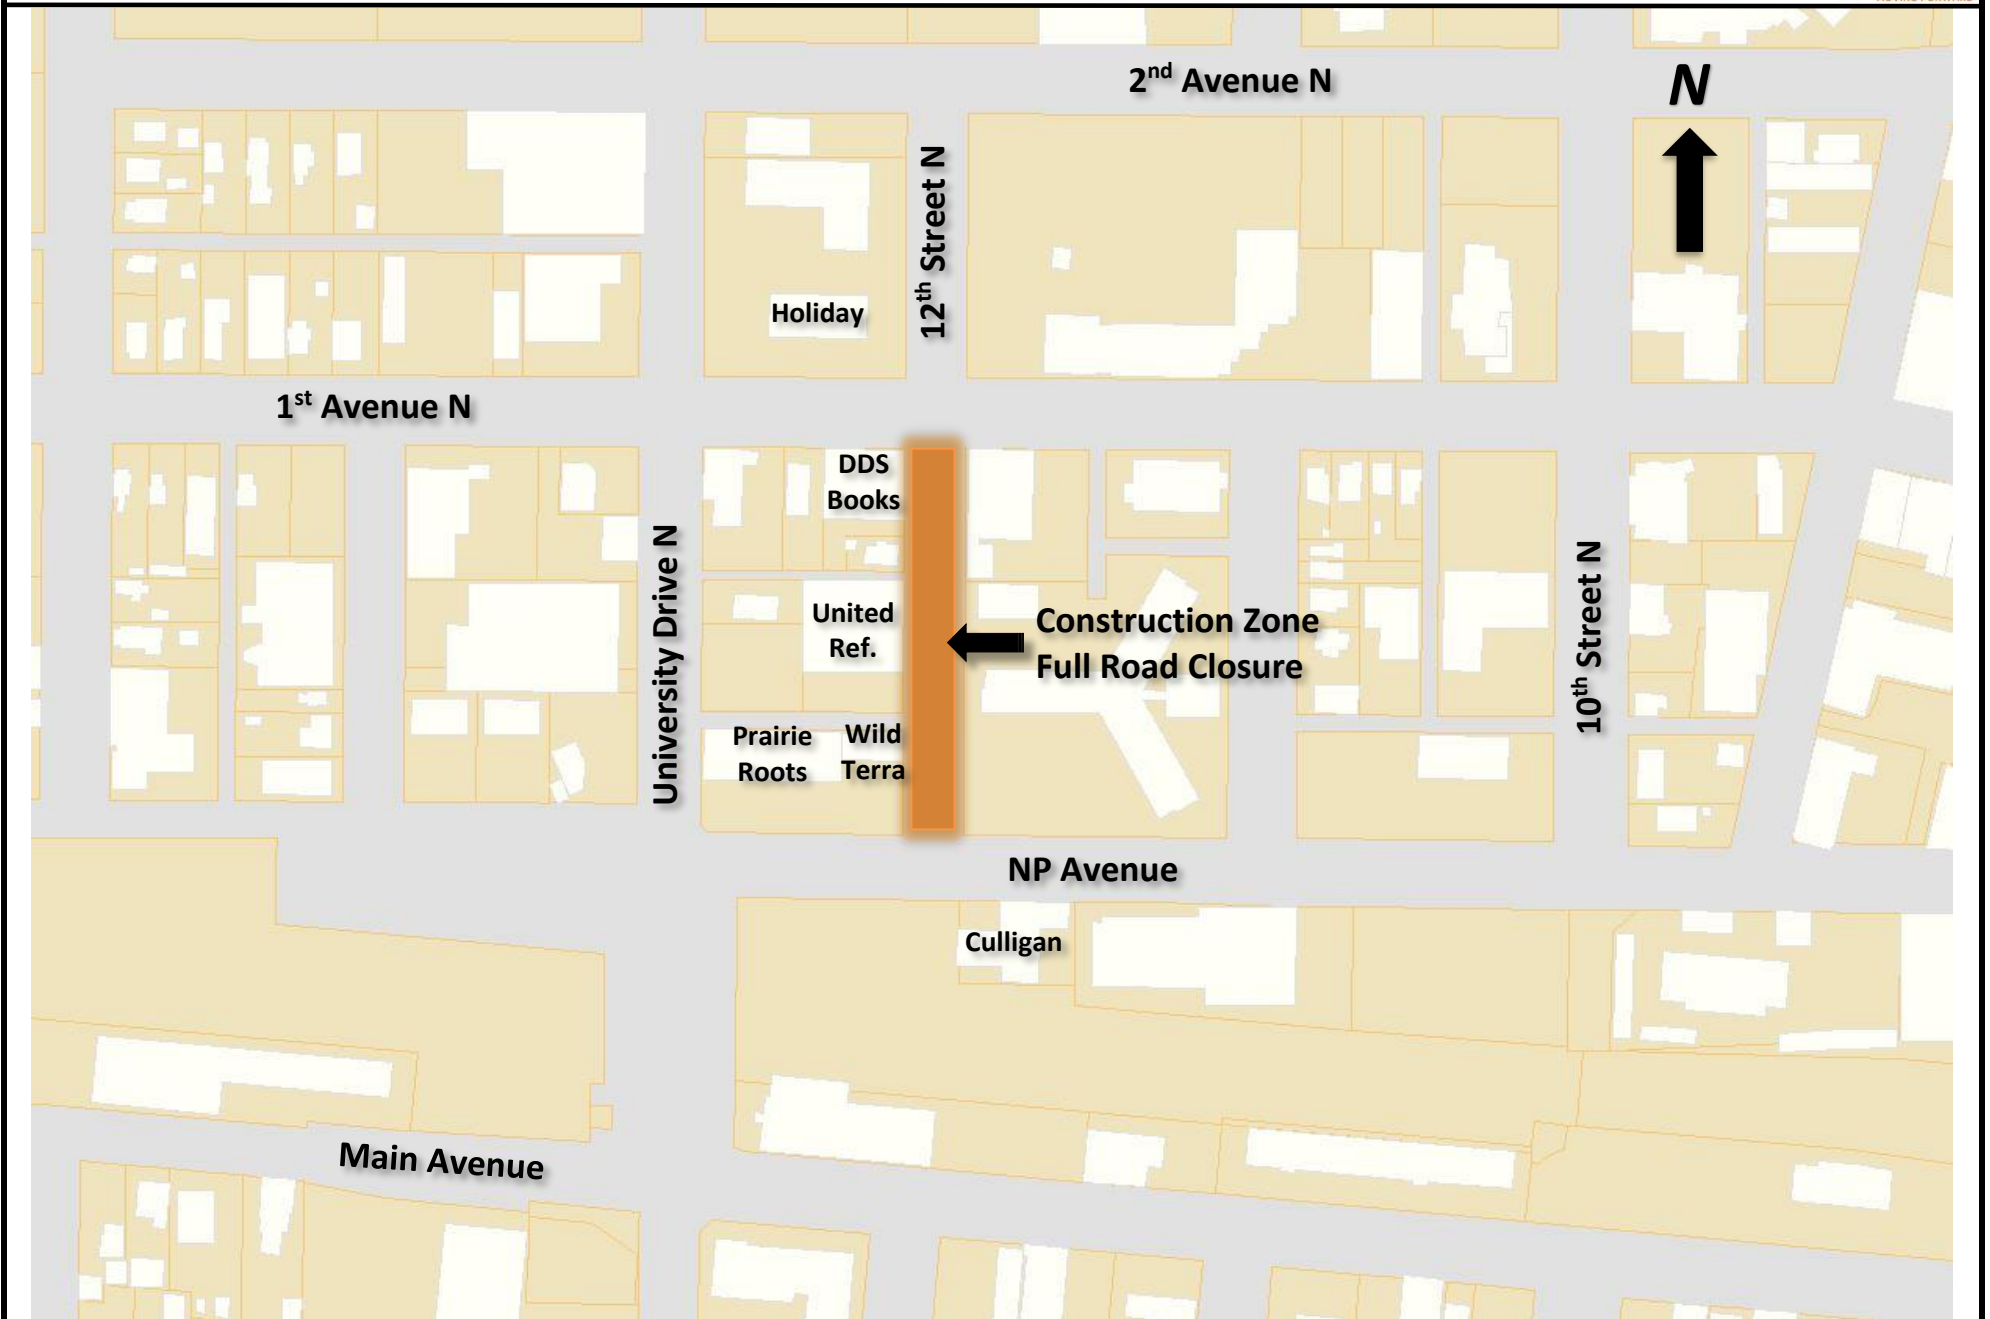 2nd Avenue N
N
12th Street N
Holiday
1st Avenue N
DDS
Books
University Drive N
United
Ref.
Construction Zone
Full Road Closure
10th Street N
Prairie
Roots
Wild
Terra
NP Avenue
Culligan
Main Avenue